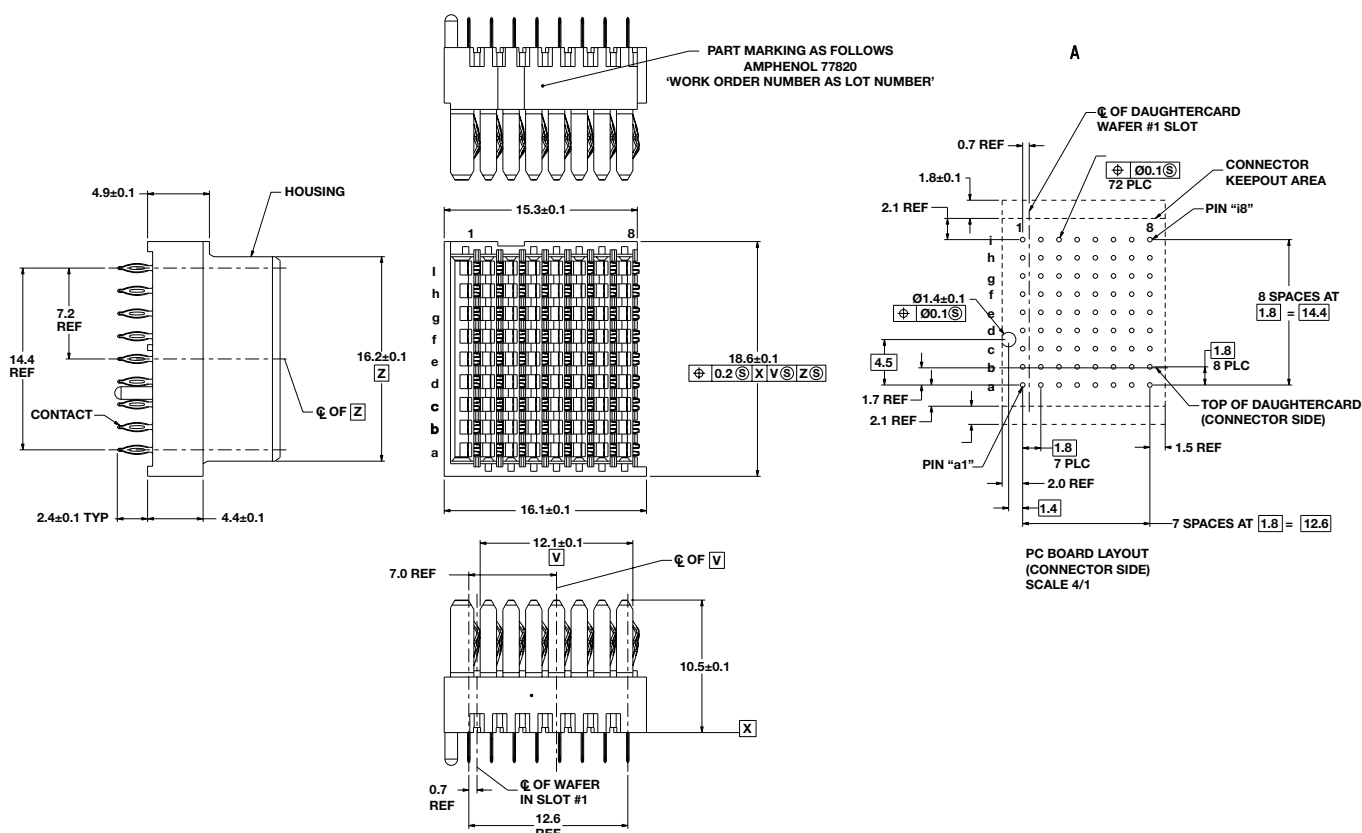 PART MARKING AS FOLLOWS
AMPHENOL 77820
'WORK ORDER NUMBER AS LOT NUMBER'
A
℄ OF DAUGHTERCARD
WAFER #1 SLOT
0.7 REF
⌖ Ø0.1Ⓢ
72 PLC
CONNECTOR
KEEPOUT AREA
1.8±0.1
2.1 REF
PIN "i8"
1 8
i
h
g
f
e
d
c
b
a
Ø1.4±0.1
⌖ Ø0.1Ⓢ
8 SPACES AT
1.8 = 14.4
4.5
1.8
8 PLC
1.7 REF
2.1 REF
TOP OF DAUGHTERCARD
(CONNECTOR SIDE)
PIN "a1"
1.8
7 PLC
1.5 REF
2.0 REF
1.4
7 SPACES AT 1.8 = 12.6
PC BOARD LAYOUT
(CONNECTOR SIDE)
SCALE 4/1
4.9±0.1
HOUSING
7.2
REF
14.4
REF
16.2±0.1
Z
CONTACT
℄ OF Z
2.4±0.1 TYP
4.4±0.1
15.3±0.1
1 8
I
h
g
f
e
d
c
b
a
18.6±0.1
⌖ 0.2 Ⓢ X VⓈ ZⓈ
16.1±0.1
12.1±0.1
V
7.0 REF
℄ OF V
10.5±0.1
X
0.7
REF
℄ OF WAFER
IN SLOT #1
12.6
REF